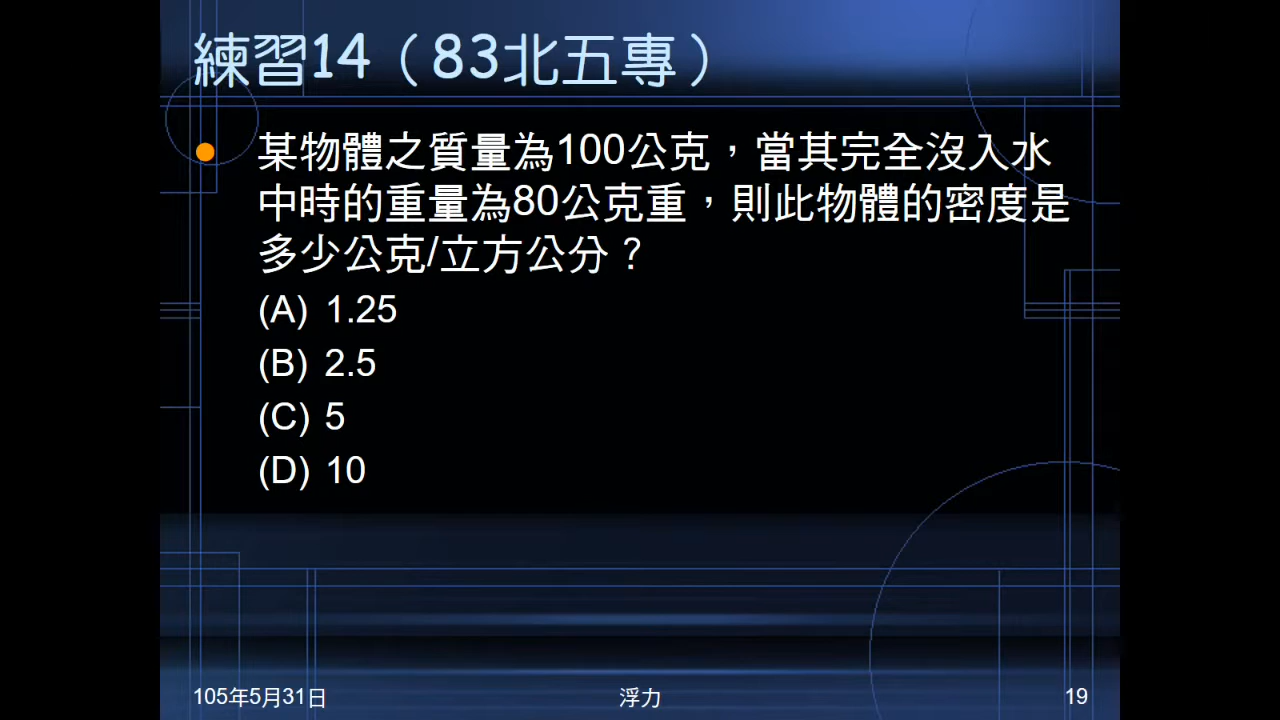 練習14（83北五專）
某物體之質量為100公克，當其完全沒入水
中時的重量為80公克重，則此物體的密度是
多少公克/立方公分？
(A) 1.25
(B) 2.5
(C) 5
(D) 10
105年5月31日
浮力
19